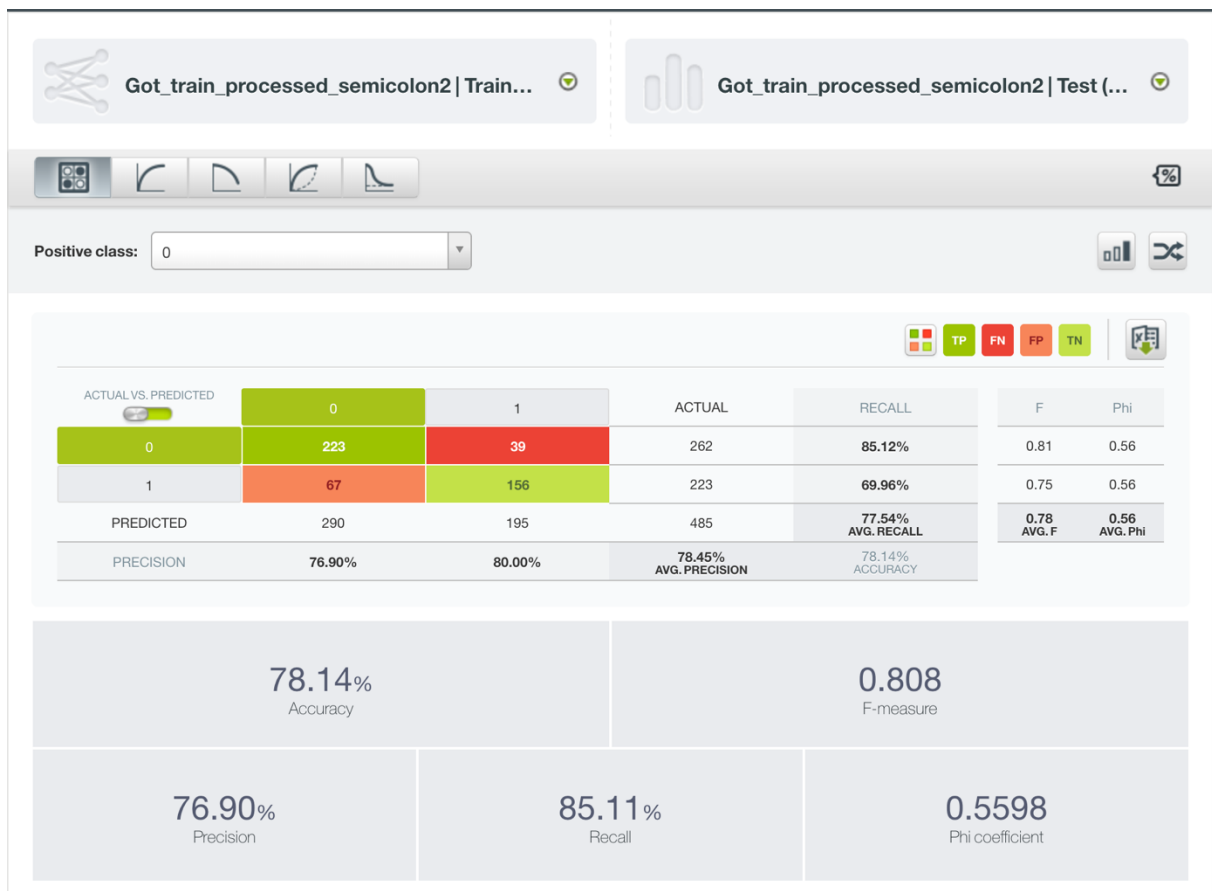 Got_train_processed_semicolon2 | Train...
Got_train_processed_semicolon2 | Test (...
Positive class: 0
TP FN FP TN
ACTUAL VS. PREDICTED 0 1 ACTUAL RECALL F Phi
0 223 39 262 85.12% 0.81 0.56
1 67 156 223 69.96% 0.75 0.56
PREDICTED 290 195 485 77.54% 0.78 0.56
AVG. RECALL AVG. F AVG. Phi
PRECISION 76.90% 80.00% 78.45% 78.14%
AVG. PRECISION ACCURACY
78.14%
Accuracy
0.808
F-measure
76.90%
Precision
85.11%
Recall
0.5598
Phi coefficient